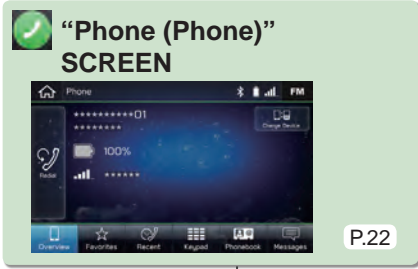 “Phone (Phone)”
SCREEN
Phone
FM
**********01
********
Change Device
100%
Redial
******
Overview
Favorites
Recent
Keypad
Phonebook
Messages
P.22